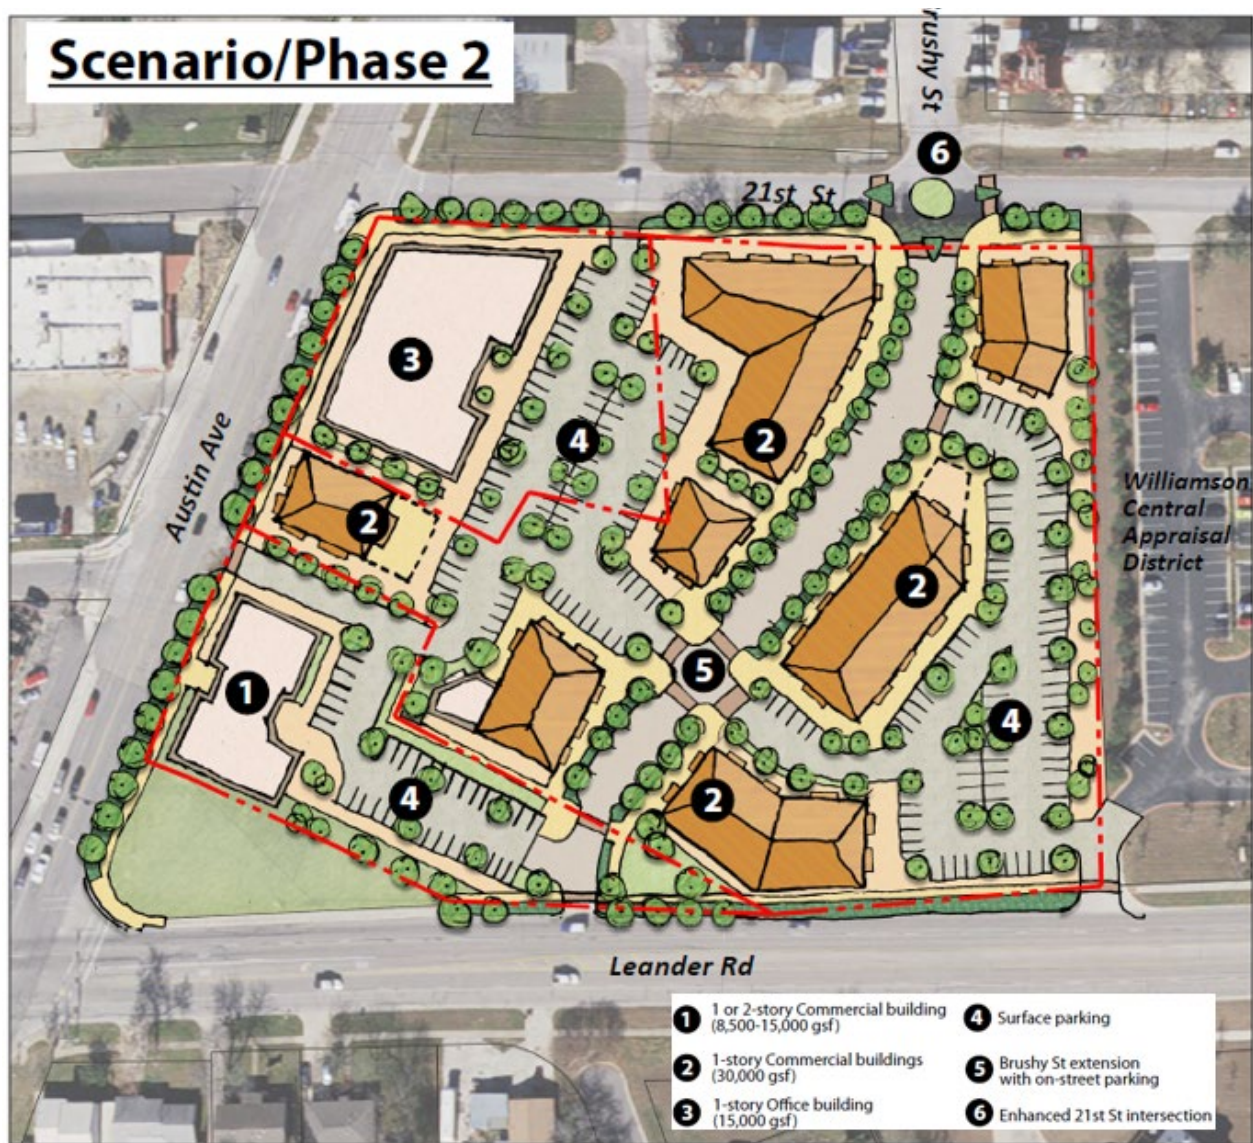 Scenario/Phase 2
rushy St
6
21st St
3
4
2
Austin Ave
2
Williamson
Central
Appraisal
District
2
5
1
4
4
2
Leander Rd
1 1 or 2-story Commercial building
(8,500-15,000 gsf)
2 1-story Commercial buildings
(30,000 gsf)
3 1-story Office building
(15,000 gsf)
4 Surface parking
5 Brushy St extension
with on-street parking
6 Enhanced 21st St intersection